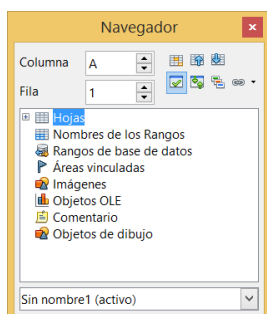 Navegador
Columna A
Fila 1
Hojas
Nombres de los Rangos
Rangos de base de datos
Áreas vinculadas
Imágenes
Objetos OLE
Comentario
Objetos de dibujo
Sin nombre1 (activo)